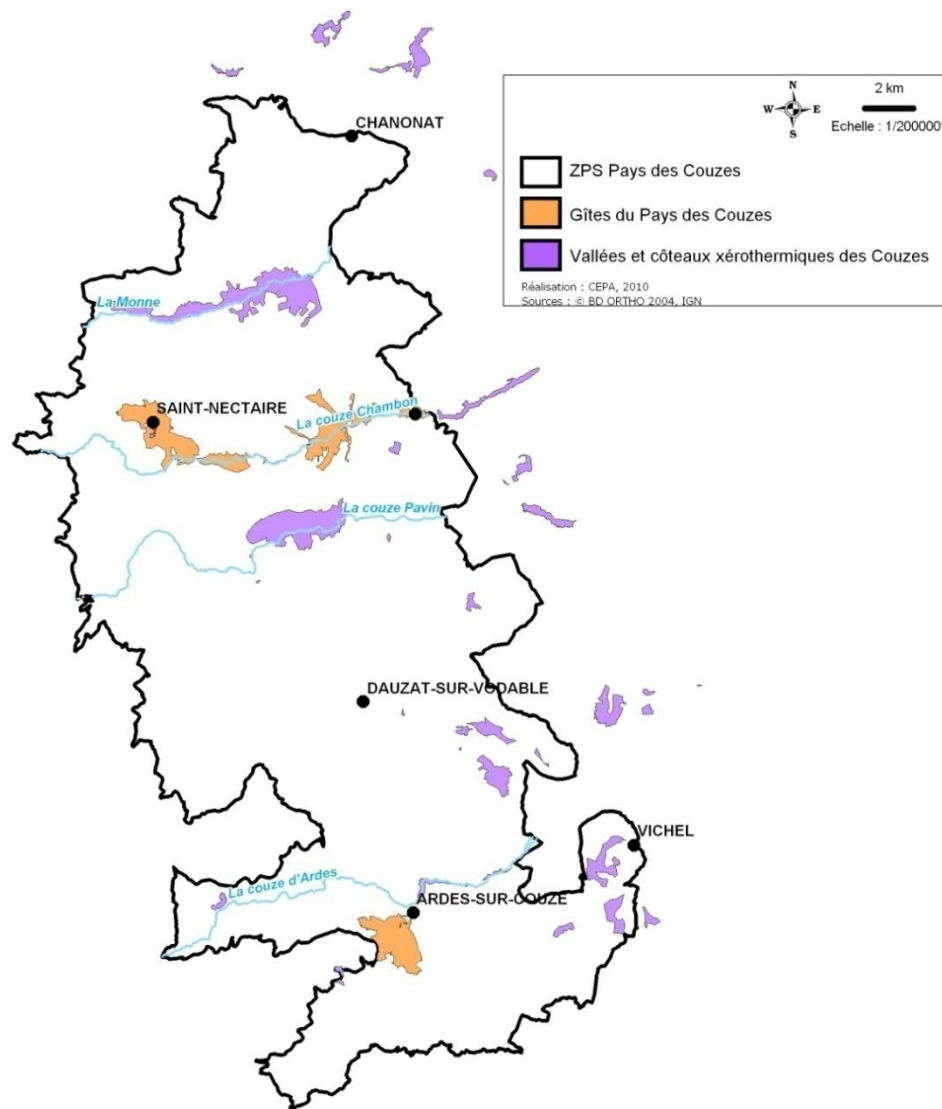 CHANONAT
N
W E
S
2 km
Echelle : 1/200000°
ZPS Pays des Couzes
Gîtes du Pays des Couzes
Vallées et côteaux xérothermiques des Couzes
Réalisation : CEPA, 2010
Sources : © BD ORTHO 2004, IGN
La Monne
SAINT-NECTAIRE
La couze Chambon
La couze Pavin
DAUZAT-SUR-VODABLE
VICHEL
La couze d'Ardes
ARDES-SUR-COUZE